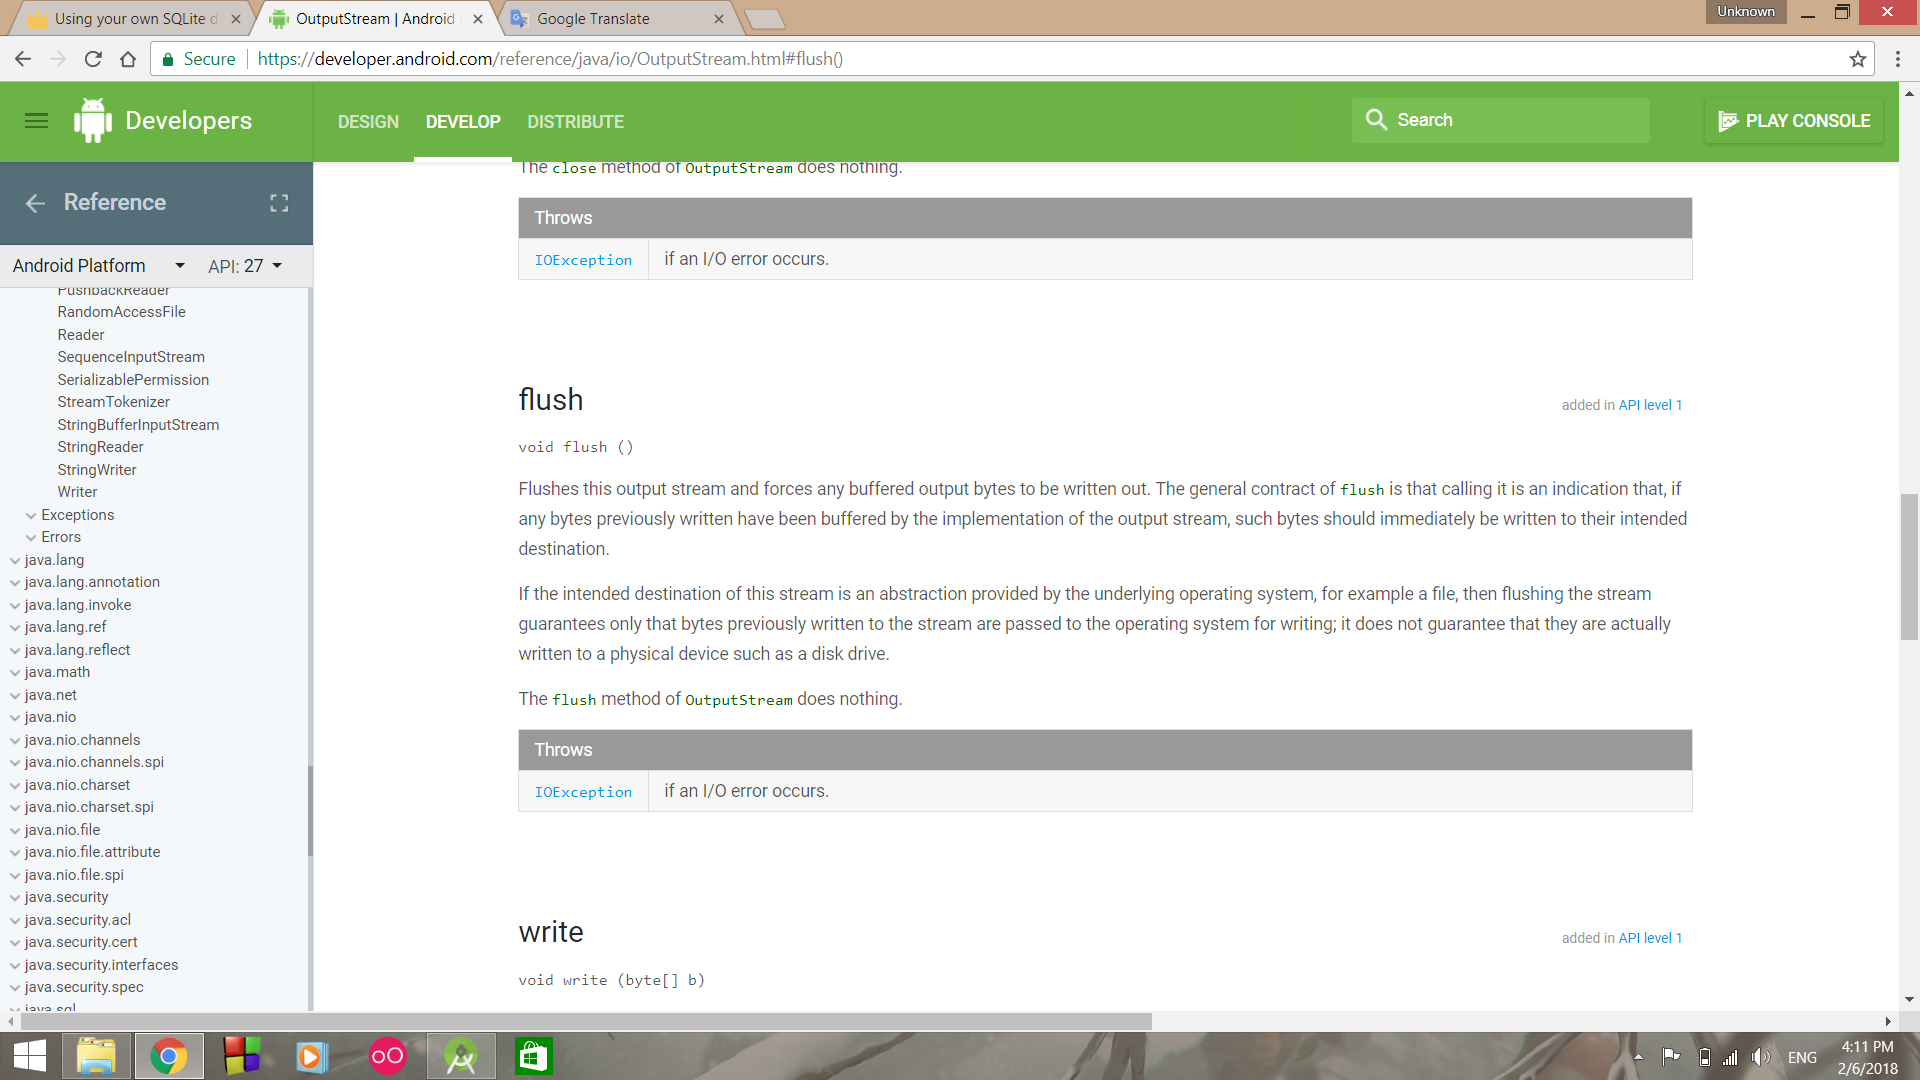 Using your own SQLite d
OutputStream | Android
Google Translate
Unknown
Secure
https://developer.android.com/reference/java/io/OutputStream.html#flush()
Developers
DESIGN
DEVELOP
DISTRIBUTE
Search
PLAY CONSOLE
Reference
Android Platform
API: 27
PushbackReader
RandomAccessFile
Reader
SequenceInputStream
SerializablePermission
StreamTokenizer
StringBufferInputStream
StringReader
StringWriter
Writer
Exceptions
Errors
java.lang
java.lang.annotation
java.lang.invoke
java.lang.ref
java.lang.reflect
java.math
java.net
java.nio
java.nio.channels
java.nio.channels.spi
java.nio.charset
java.nio.charset.spi
java.nio.file
java.nio.file.attribute
java.nio.file.spi
java.security
java.security.acl
java.security.cert
java.security.interfaces
java.security.spec
java.sql
The close method of OutputStream does nothing.
Throws
IOException if an I/O error occurs.
flush
added in API level 1
void flush ()
Flushes this output stream and forces any buffered output bytes to be written out. The general contract of flush is that calling it is an indication that, if
any bytes previously written have been buffered by the implementation of the output stream, such bytes should immediately be written to their intended
destination.
If the intended destination of this stream is an abstraction provided by the underlying operating system, for example a file, then flushing the stream
guarantees only that bytes previously written to the stream are passed to the operating system for writing; it does not guarantee that they are actually
written to a physical device such as a disk drive.
The flush method of OutputStream does nothing.
Throws
IOException if an I/O error occurs.
write
added in API level 1
void write (byte[] b)
ENG
4:11 PM
2/6/2018